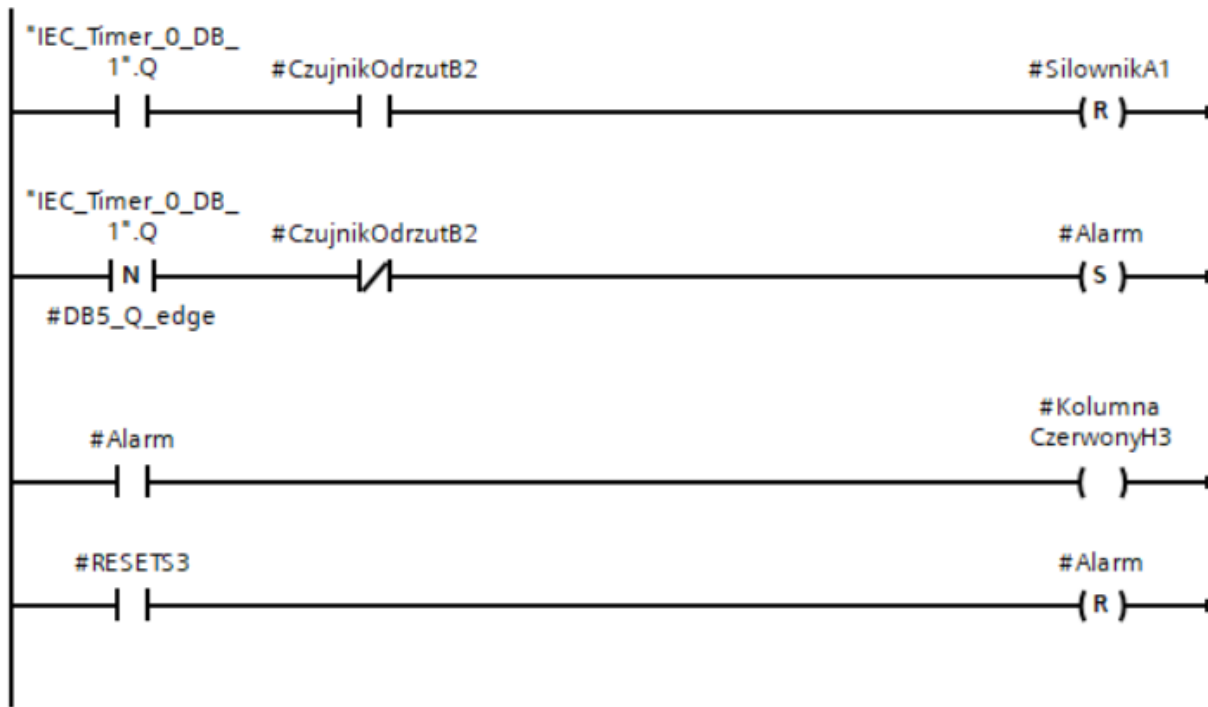 "IEC_Timer_0_DB_
1".Q
#CzujnikOdrzutB2
#SilownikA1
R
"IEC_Timer_0_DB_
1".Q
#CzujnikOdrzutB2
#Alarm
N
S
#DB5_Q_edge
#Kolumna
CzerwonyH3
#Alarm
#RESETS3
#Alarm
R